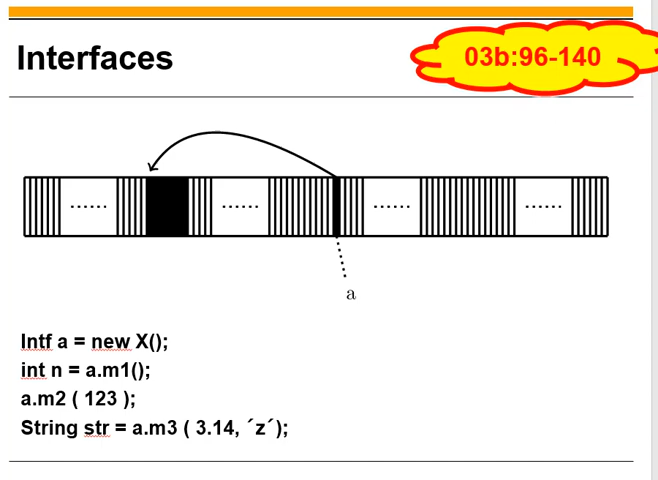 Interfaces
03b:96-140
...... ...... ...... ......
a
Intf a = new X();
int n = a.m1();
a.m2 ( 123 );
String str = a.m3 ( 3.14, ´z´);